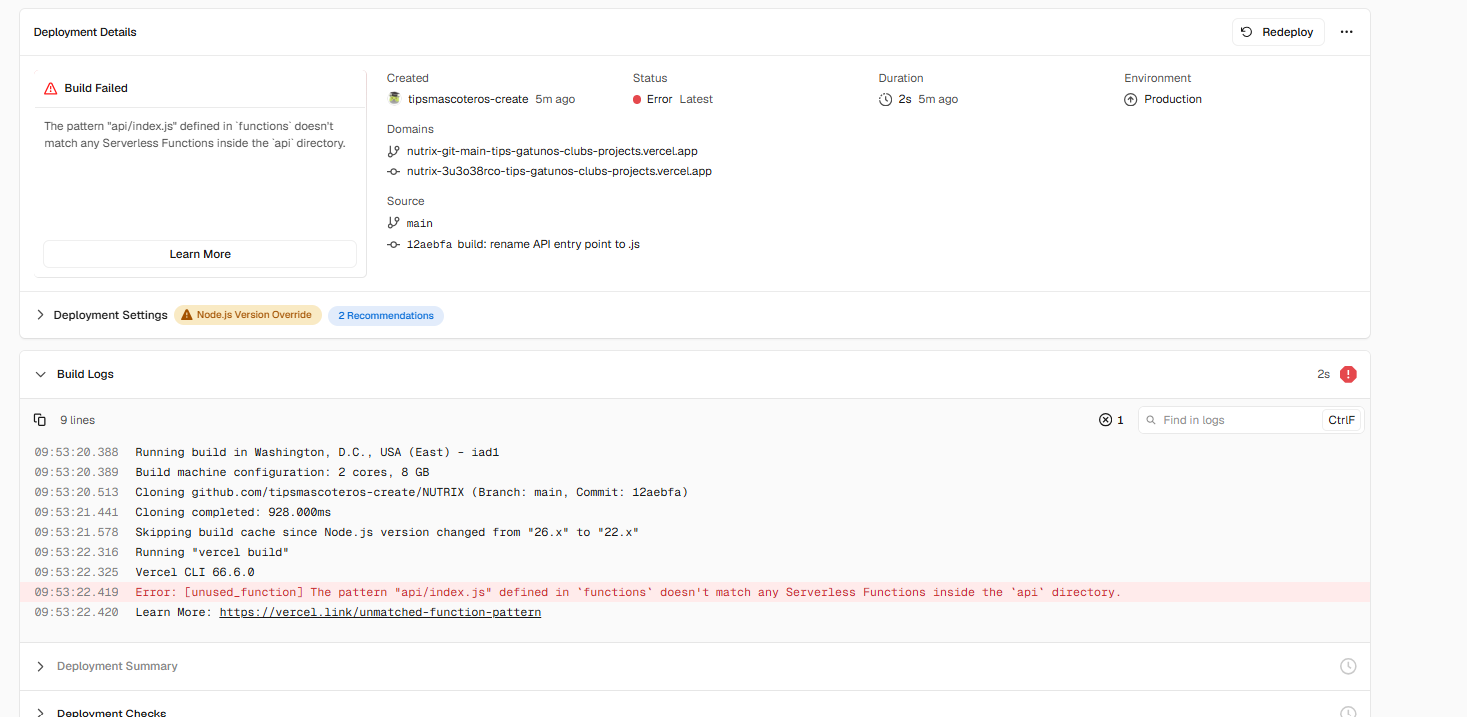 Deployment Details
Redeploy
Build Failed
The pattern "api/index.js" defined in `functions` doesn't
match any Serverless Functions inside the `api` directory.
Learn More
Created
tipsmascoteros-create 5m ago
Status
Error Latest
Duration
2s 5m ago
Environment
Production
Domains
nutrix-git-main-tips-gatunos-clubs-projects.vercel.app
nutrix-3u3o38rco-tips-gatunos-clubs-projects.vercel.app
Source
main
12aebfa build: rename API entry point to .js
Deployment Settings Node.js Version Override 2 Recommendations
Build Logs 2s
9 lines 1 Find in logs CtrlF
09:53:20.388 Running build in Washington, D.C., USA (East) – iad1
09:53:20.389 Build machine configuration: 2 cores, 8 GB
09:53:20.513 Cloning github.com/tipsmascoteros-create/NUTRIX (Branch: main, Commit: 12aebfa)
09:53:21.441 Cloning completed: 928.000ms
09:53:21.578 Skipping build cache since Node.js version changed from "26.x" to "22.x"
09:53:22.316 Running "vercel build"
09:53:22.325 Vercel CLI 66.6.0
09:53:22.419 Error: [unused_function] The pattern "api/index.js" defined in `functions` doesn't match any Serverless Functions inside the `api` directory.
09:53:22.420 Learn More: https://vercel.link/unmatched-function-pattern
Deployment Summary
Deployment Checks